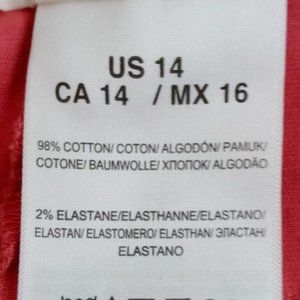 US 14
CA 14 / MX 16
98% COTTON/ COTON/ ALGODÓN/ PAMUK/
COTONE/ BAUMWOLLE/ ХЛОПОК/ ALGODÃO
2% ELASTANE/ELASTHANNE/ELASTANO/
ELASTAN/ ELASTOMERO/ ELASTHAN/ ЭЛАСТАН/
ELASTANO